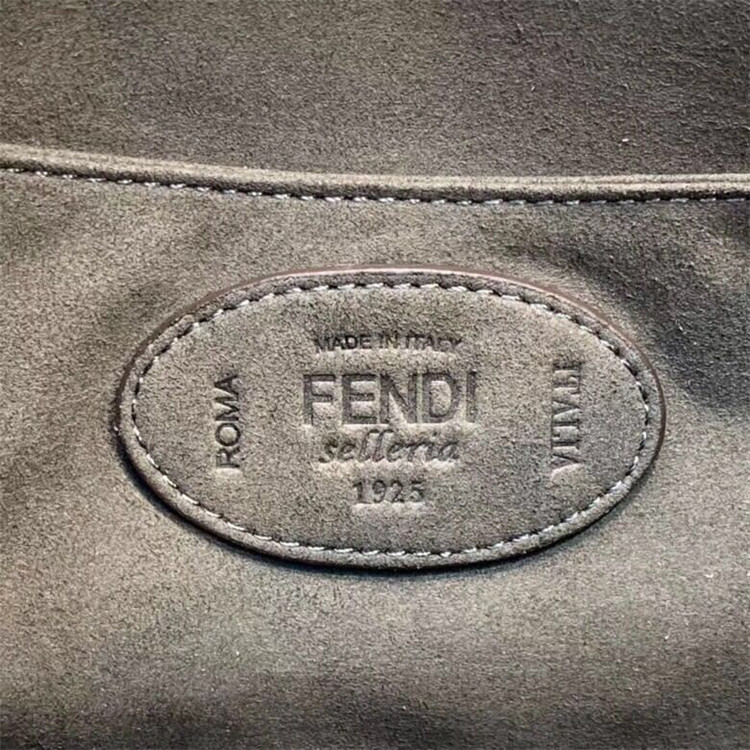 MADE IN ITALY
FENDI
selleria
1925
ROMA
ITALIA